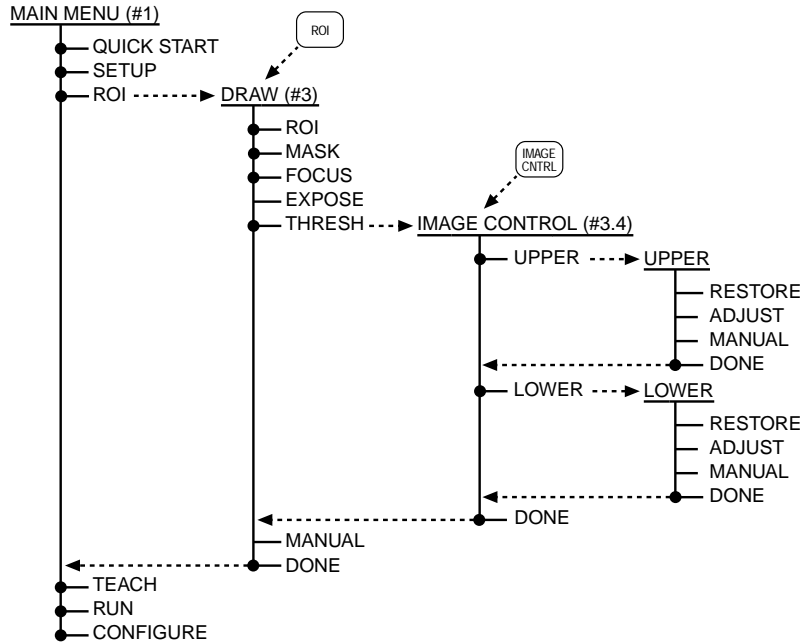 MAIN MENU (#1)
ROI
QUICK START
SETUP
ROI
DRAW (#3)
ROI
MASK
FOCUS
EXPOSE
THRESH
IMAGE
CNTRL
IMAGE CONTROL (#3.4)
UPPER
UPPER
RESTORE
ADJUST
MANUAL
DONE
LOWER
LOWER
RESTORE
ADJUST
MANUAL
DONE
DONE
MANUAL
DONE
TEACH
RUN
CONFIGURE